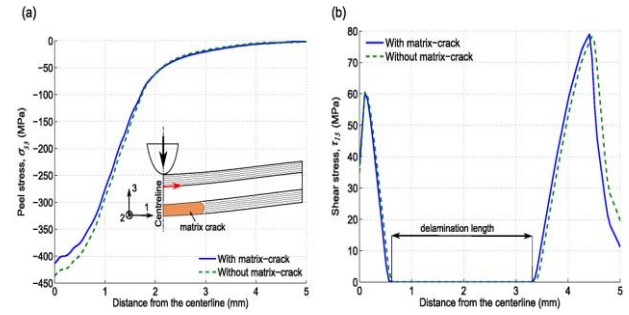 (a)
Peel stress, σ33 (MPa)
0
−50
−100
−150
−200
−250
−300
−350
−400
−450
3
2
1
Centreline
matrix crack
With matrix−crack
Without matrix−crack
0
1
2
3
4
5
Distance from the centerline (mm)
(b)
Shear stress, τ13 (MPa)
80
70
60
50
40
30
20
10
0
With matrix−crack
Without matrix−crack
delamination length
0
1
2
3
4
5
Distance from the centerline (mm)